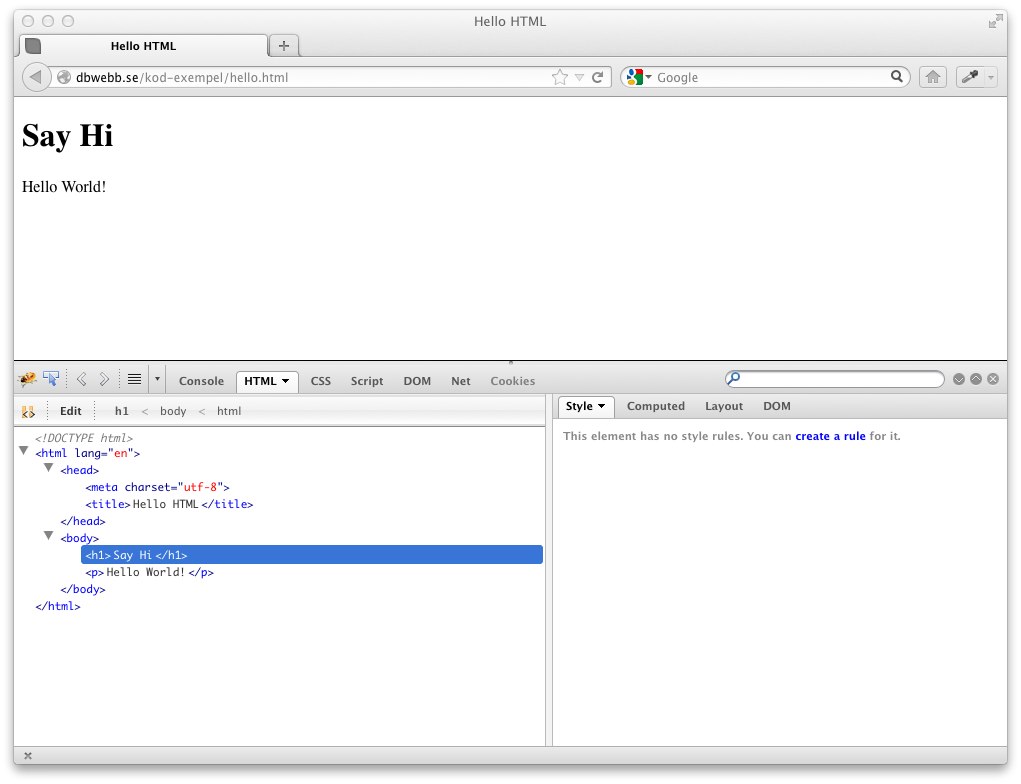 Hello HTML
Hello HTML
dbwebb.se/kod-exempel/hello.html Google
Say Hi
Hello World!
Console HTML CSS Script DOM Net Cookies
Edit h1 < body < html
<!DOCTYPE html>
<html lang="en">
<head>
<meta charset="utf-8">
<title>Hello HTML</title>
</head>
<body>
<h1>Say Hi</h1>
<p>Hello World!</p>
</body>
</html>
Style Computed Layout DOM
This element has no style rules. You can create a rule for it.